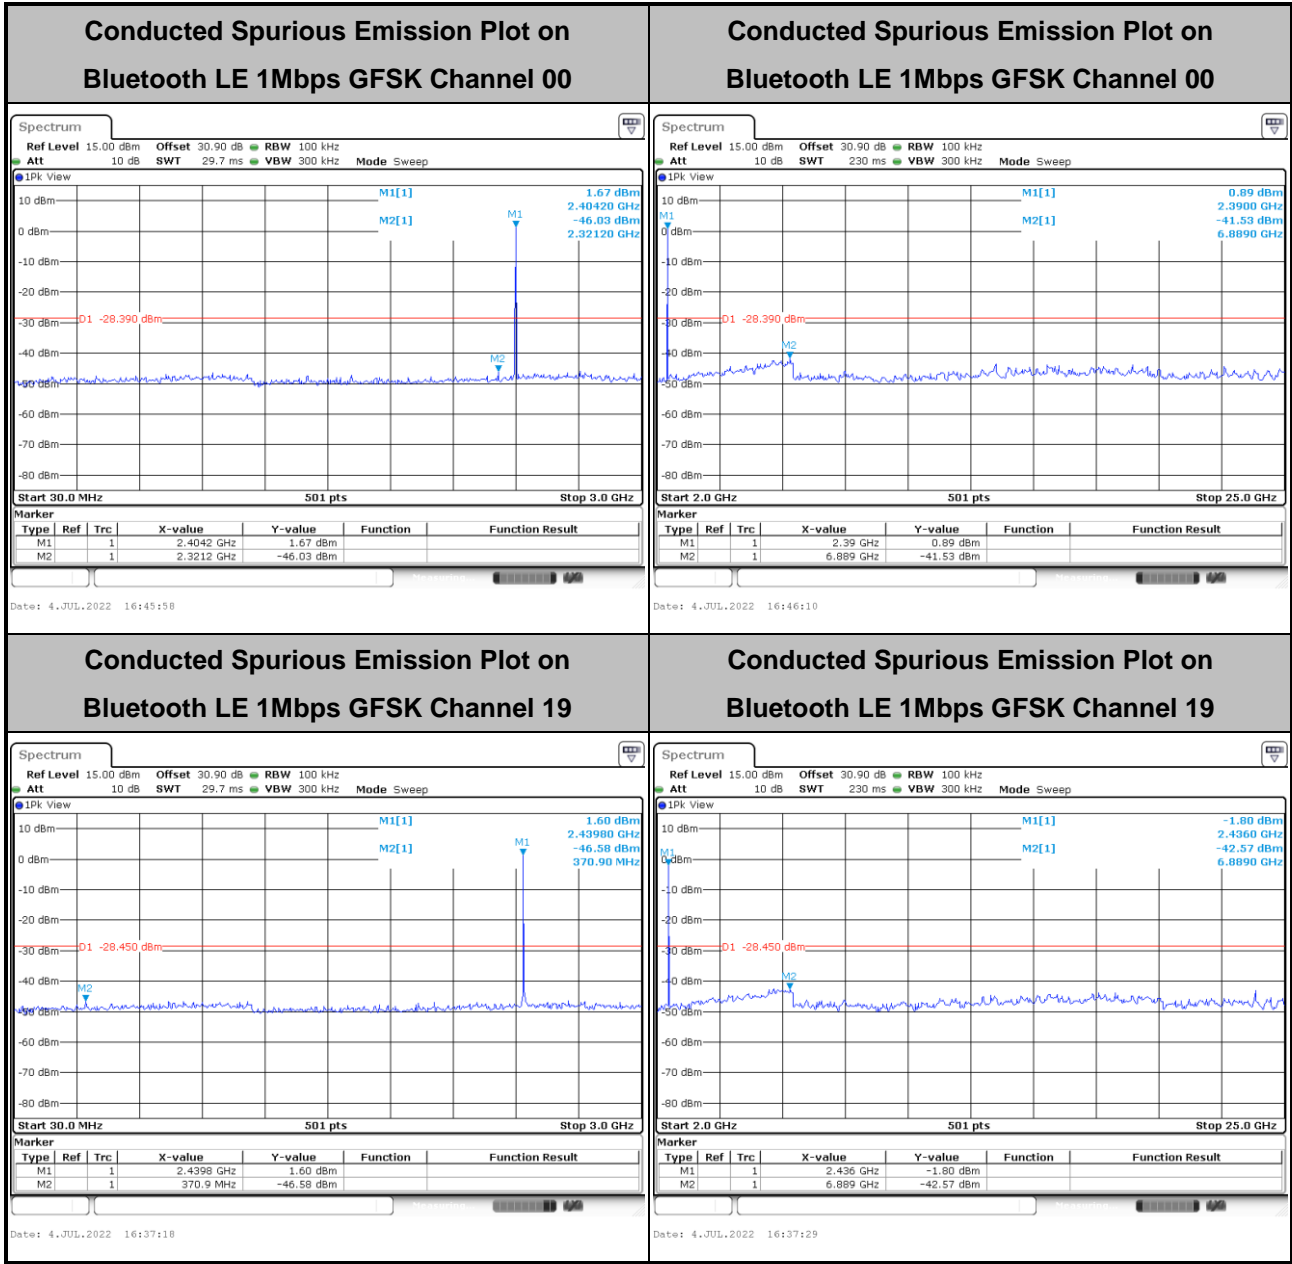 Conducted Spurious Emission Plot on
Bluetooth LE 1Mbps GFSK Channel 00
Spectrum
Ref Level 15.00 dBm Offset 30.90 dB RBW 100 kHz
Att 10 dB SWT 29.7 ms VBW 300 kHz Mode Sweep
1Pk View
M1[1] 1.67 dBm
2.40420 GHz
M2[1] -46.03 dBm
2.32120 GHz
M1
10 dBm
0 dBm
-10 dBm
-20 dBm
D1 -28.390 dBm
-30 dBm
-40 dBm
M2
-50 dBm
-60 dBm
-70 dBm
-80 dBm
Start 30.0 MHz 501 pts Stop 3.0 GHz
Marker
Type Ref Trc X-value Y-value Function Function Result
M1 1 2.4042 GHz 1.67 dBm
M2 1 2.3212 GHz -46.03 dBm
Measuring
Date: 4.JUL.2022 16:45:58
Conducted Spurious Emission Plot on
Bluetooth LE 1Mbps GFSK Channel 00
Spectrum
Ref Level 15.00 dBm Offset 30.90 dB RBW 100 kHz
Att 10 dB SWT 230 ms VBW 300 kHz Mode Sweep
1Pk View
M1[1] 0.89 dBm
2.3900 GHz
M2[1] -41.53 dBm
6.8890 GHz
10 dBm
M1
0 dBm
-10 dBm
-20 dBm
D1 -28.390 dBm
-30 dBm
M2
-40 dBm
-50 dBm
-60 dBm
-70 dBm
-80 dBm
Start 2.0 GHz 501 pts Stop 25.0 GHz
Marker
Type Ref Trc X-value Y-value Function Function Result
M1 1 2.39 GHz 0.89 dBm
M2 1 6.889 GHz -41.53 dBm
Measuring
Date: 4.JUL.2022 16:46:10
Conducted Spurious Emission Plot on
Bluetooth LE 1Mbps GFSK Channel 19
Spectrum
Ref Level 15.00 dBm Offset 30.90 dB RBW 100 kHz
Att 10 dB SWT 29.7 ms VBW 300 kHz Mode Sweep
1Pk View
M1[1] 1.60 dBm
2.43980 GHz
M2[1] -46.58 dBm
370.90 MHz
10 dBm
M1
0 dBm
-10 dBm
-20 dBm
D1 -28.450 dBm
-30 dBm
-40 dBm
M2
-50 dBm
-60 dBm
-70 dBm
-80 dBm
Start 30.0 MHz 501 pts Stop 3.0 GHz
Marker
Type Ref Trc X-value Y-value Function Function Result
M1 1 2.4398 GHz 1.60 dBm
M2 1 370.9 MHz -46.58 dBm
Measuring
Date: 4.JUL.2022 16:37:18
Conducted Spurious Emission Plot on
Bluetooth LE 1Mbps GFSK Channel 19
Spectrum
Ref Level 15.00 dBm Offset 30.90 dB RBW 100 kHz
Att 10 dB SWT 230 ms VBW 300 kHz Mode Sweep
1Pk View
M1[1] -1.80 dBm
2.4360 GHz
M2[1] -42.57 dBm
6.8890 GHz
10 dBm
M1
0 dBm
-10 dBm
-20 dBm
D1 -28.450 dBm
-30 dBm
M2
-40 dBm
-50 dBm
-60 dBm
-70 dBm
-80 dBm
Start 2.0 GHz 501 pts Stop 25.0 GHz
Marker
Type Ref Trc X-value Y-value Function Function Result
M1 1 2.436 GHz -1.80 dBm
M2 1 6.889 GHz -42.57 dBm
Measuring
Date: 4.JUL.2022 16:37:29